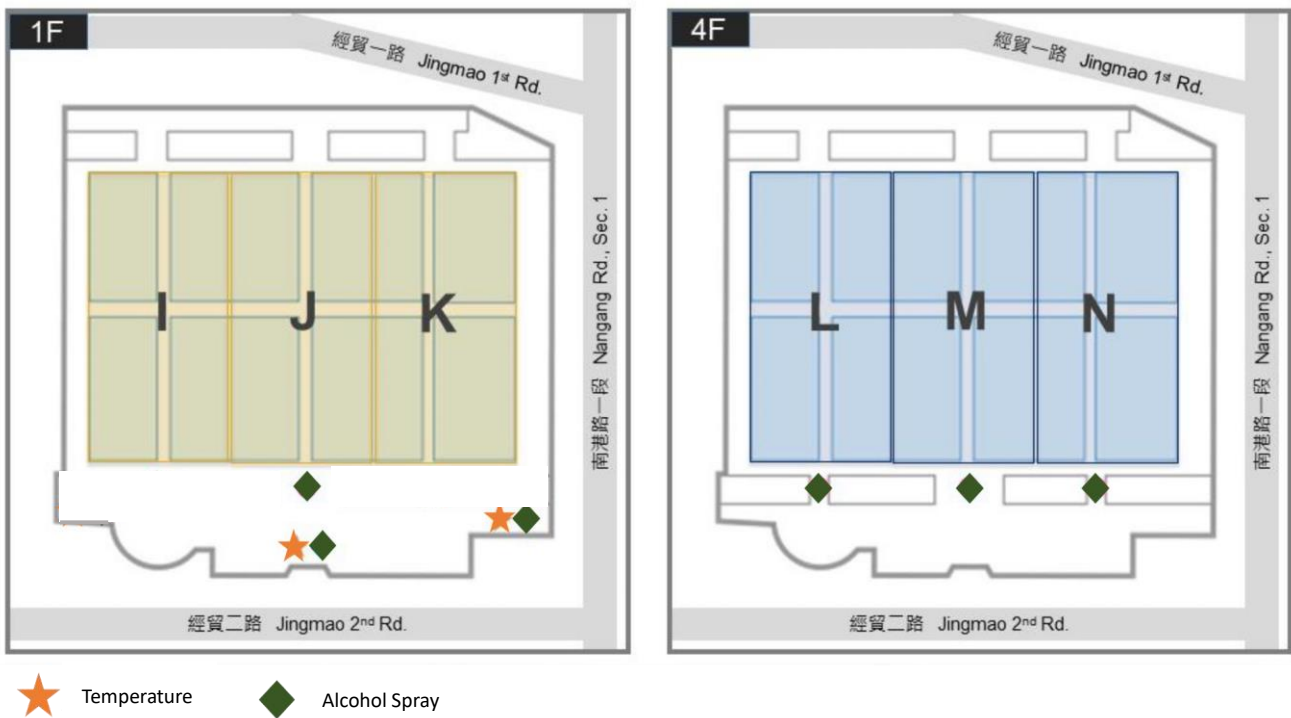 1F
經貿一路 Jingmao 1st Rd.
I
J
K
南港路一段 Nangang Rd., Sec. 1
經貿二路 Jingmao 2nd Rd.
4F
經貿一路 Jingmao 1st Rd.
L
M
N
南港路一段 Nangang Rd., Sec. 1
經貿二路 Jingmao 2nd Rd.
Temperature
Alcohol Spray